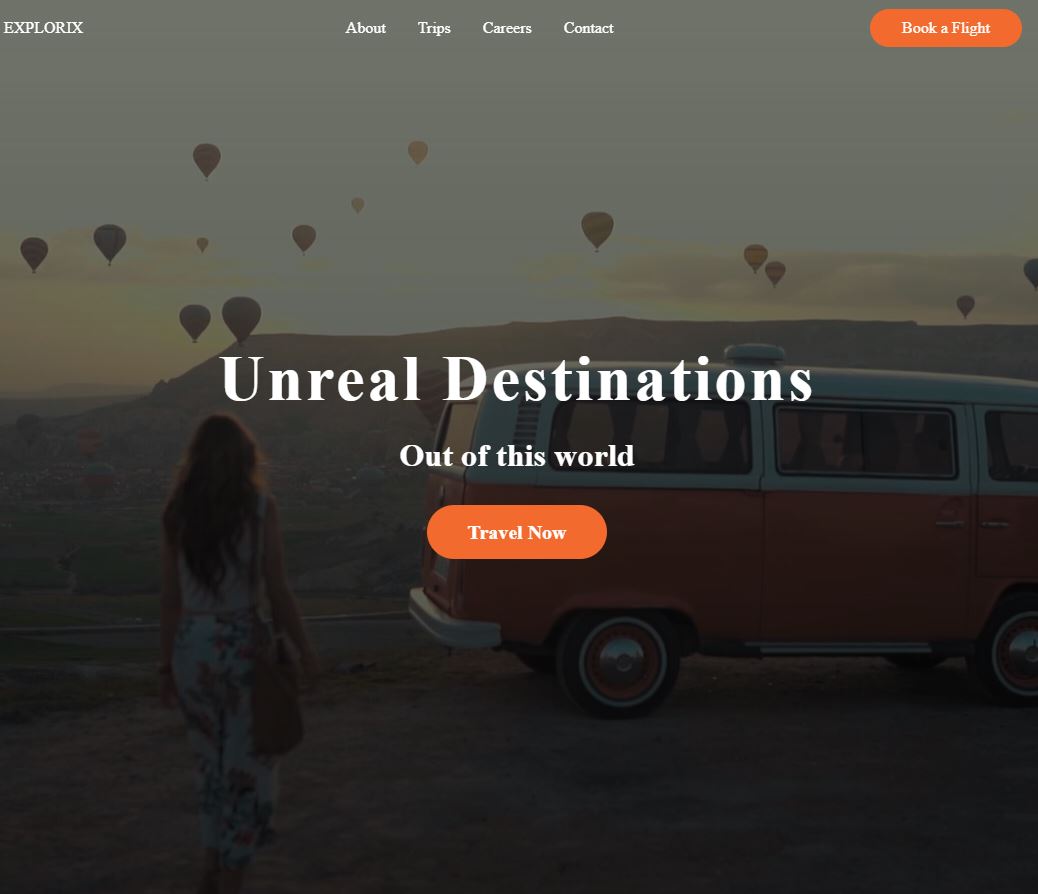 EXPLORIX
About
Trips
Careers
Contact
Book a Flight
Unreal Destinations
Out of this world
Travel Now